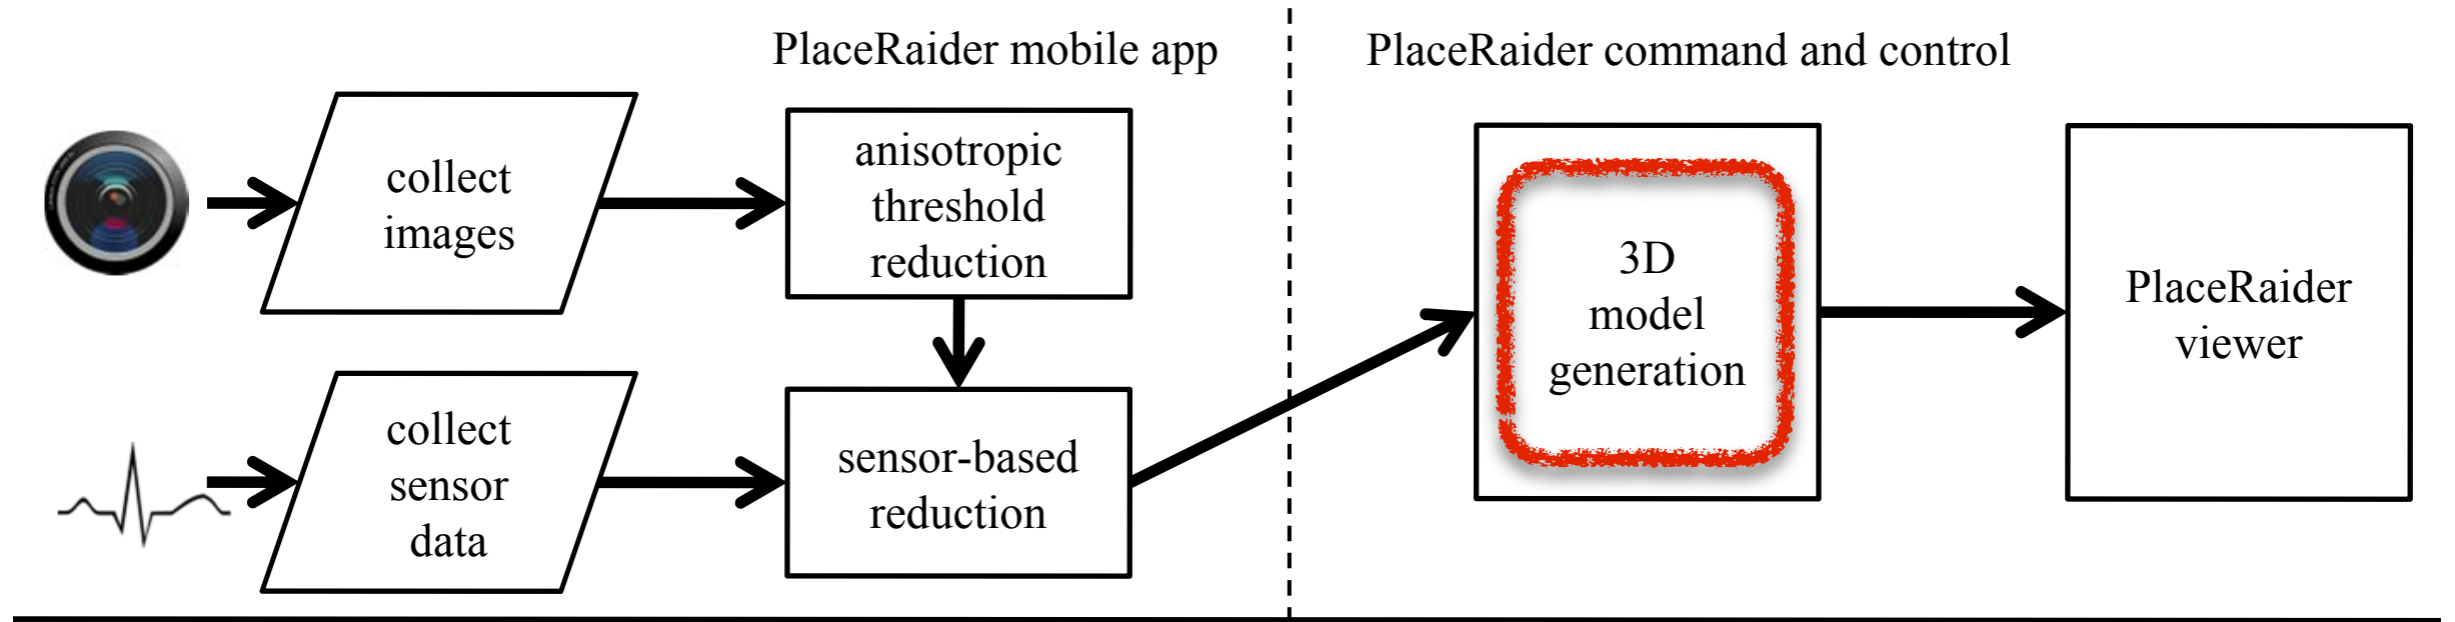 PlaceRaider mobile app
PlaceRaider command and control
collect
images
anisotropic
threshold
reduction
collect
sensor
data
sensor-based
reduction
3D
model
generation
PlaceRaider
viewer